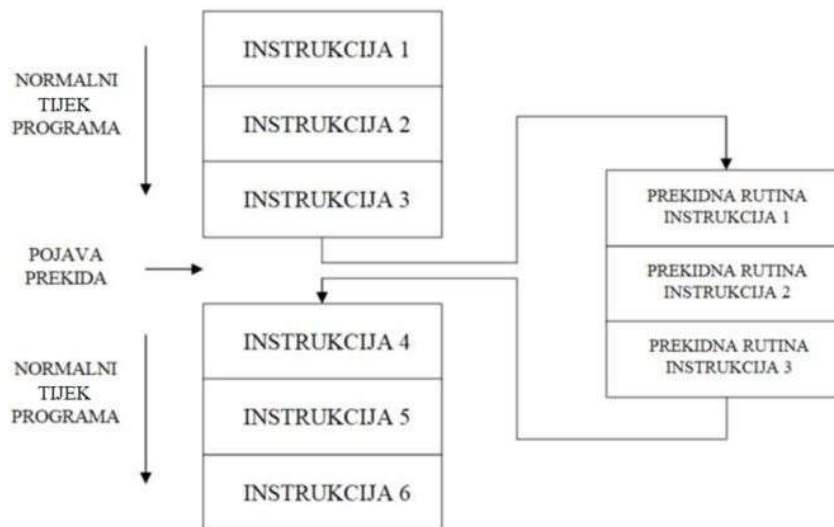 NORMALNI
TIJEK
PROGRAMA
INSTRUKCIJA 1
INSTRUKCIJA 2
INSTRUKCIJA 3
POJAVA
PREKIDA
PREKIDNA RUTINA
INSTRUKCIJA 1
PREKIDNA RUTINA
INSTRUKCIJA 2
PREKIDNA RUTINA
INSTRUKCIJA 3
NORMALNI
TIJEK
PROGRAMA
INSTRUKCIJA 4
INSTRUKCIJA 5
INSTRUKCIJA 6